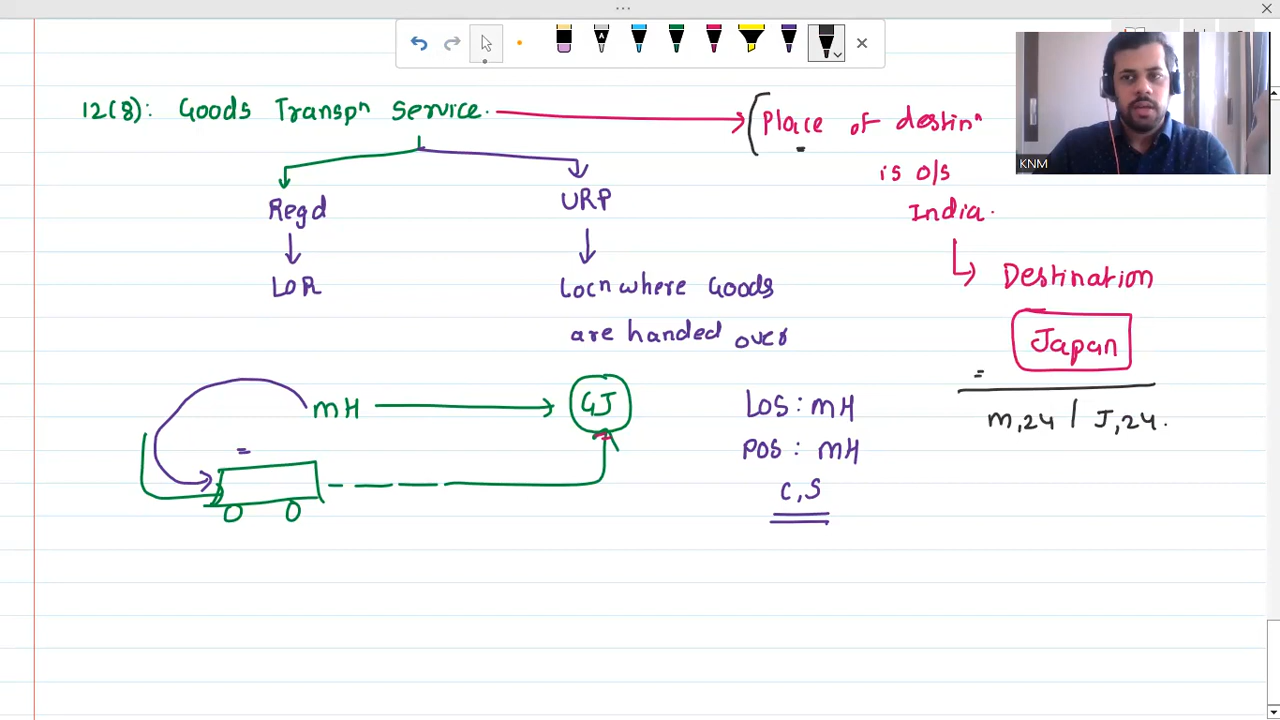 12(8): Goods Transpⁿ Service.
(Place of destinⁿ
is O/S
India.
Regd
URP
LOR
Locn where Goods
are handed over
Destination
Japan
M,24 / J,24.
MH
GJ
LOS : MH
POS : MH
C, S
KNM